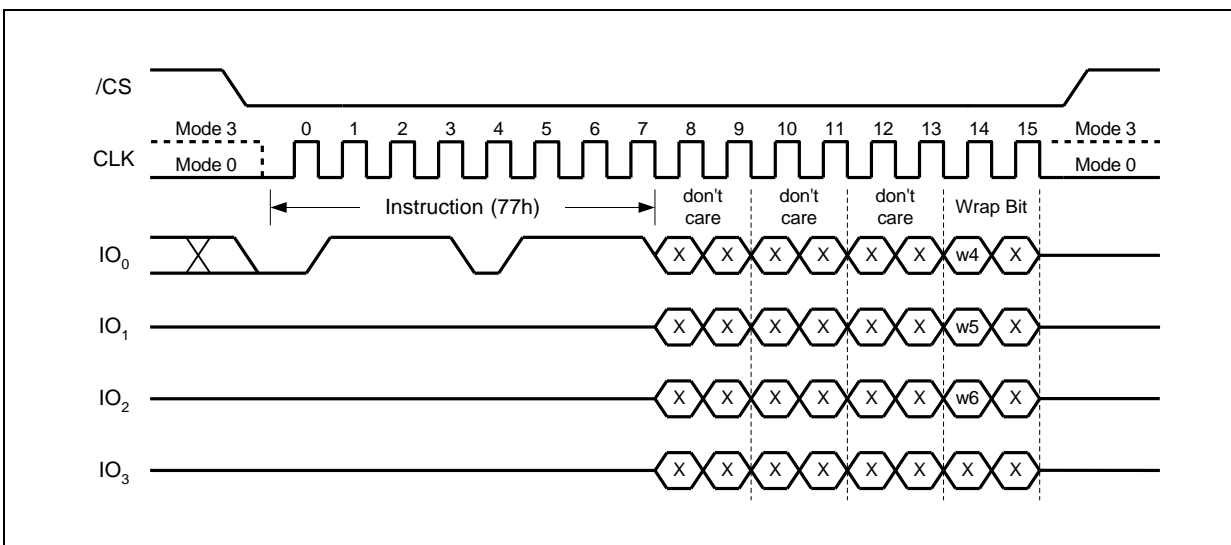 /CS
Mode 3 0 1 2 3 4 5 6 7 8 9 10 11 12 13 14 15 Mode 3
CLK
Mode 0 Mode 0
Instruction (77h) don't care don't care don't care Wrap Bit
IO0 X X X X X X w4 X
IO1 X X X X X X w5 X
IO2 X X X X X X w6 X
IO3 X X X X X X X X